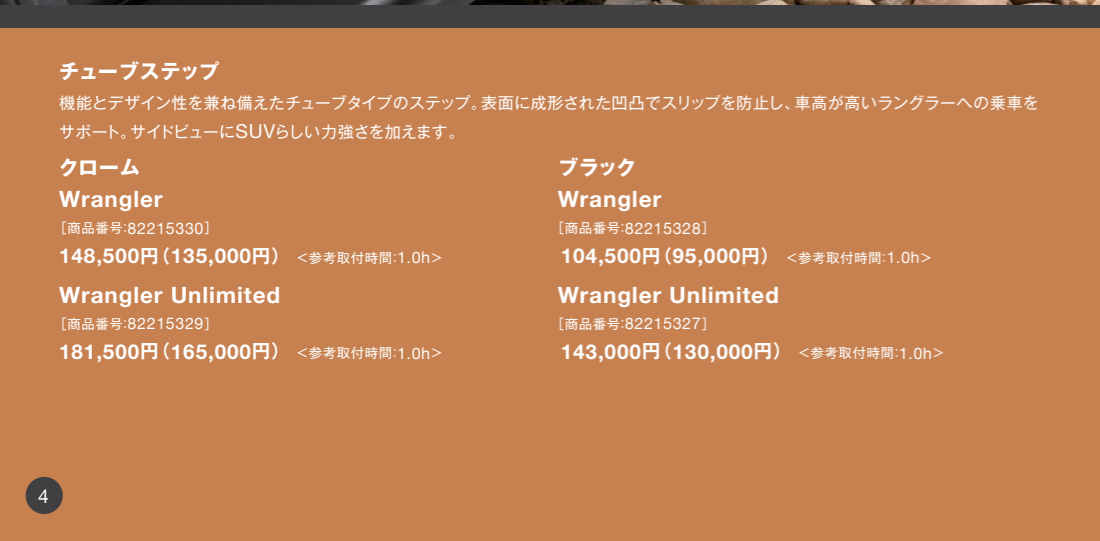 チューブステップ
機能とデザイン性を兼ね備えたチューブタイプのステップ。表面に成形された凹凸でスリップを防止し、車高が高いラングラーへの乗車を
サポート。サイドビューにSUVらしい力強さを加えます。
クローム
Wrangler
[商品番号:82215330]
148,500円（135,000円） <参考取付時間:1.0h>
Wrangler Unlimited
[商品番号:82215329]
181,500円（165,000円） <参考取付時間:1.0h>
ブラック
Wrangler
[商品番号:82215328]
104,500円（95,000円） <参考取付時間:1.0h>
Wrangler Unlimited
[商品番号:82215327]
143,000円（130,000円） <参考取付時間:1.0h>
4